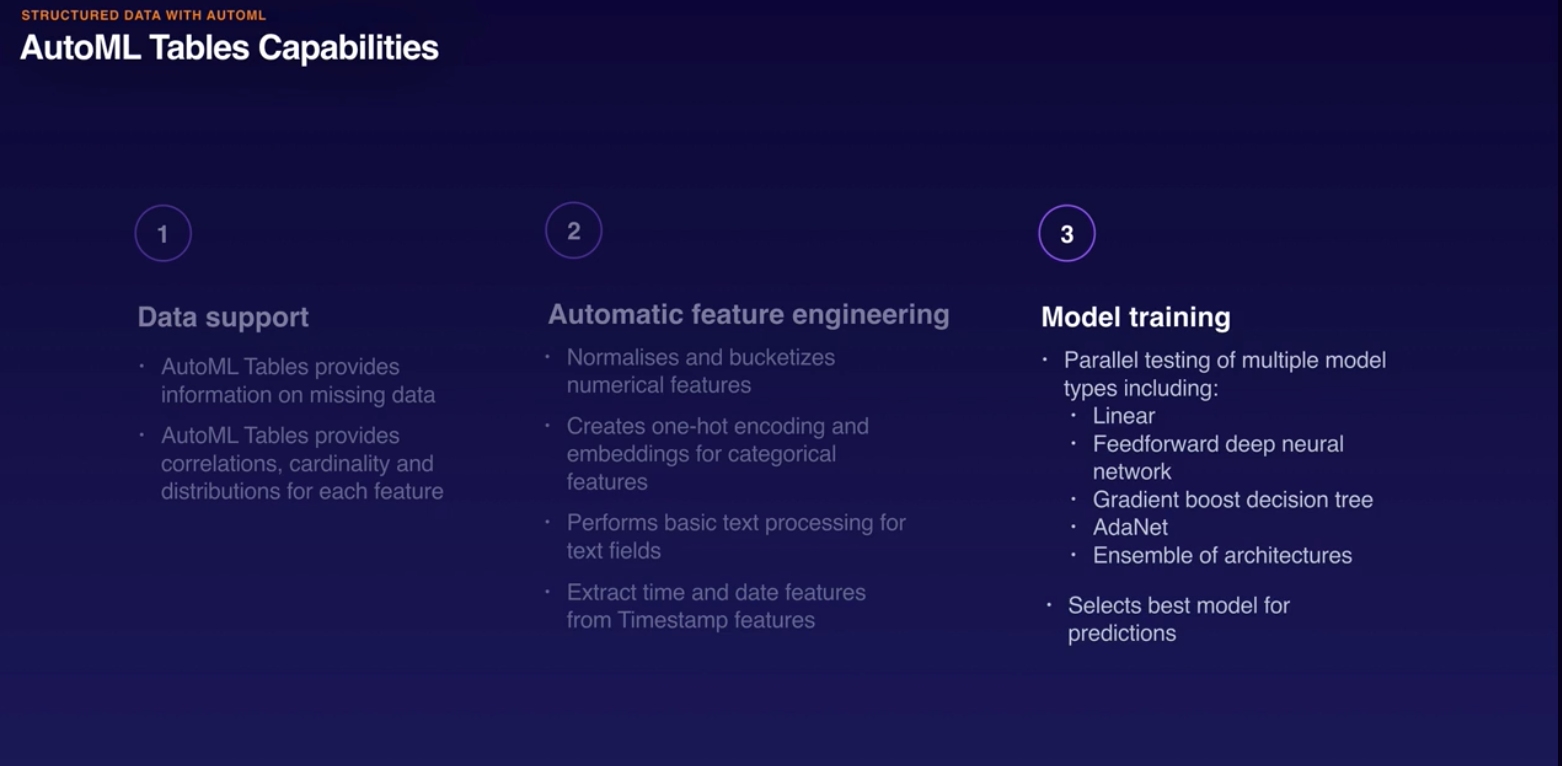 STRUCTURED DATA WITH AUTOML
AutoML Tables Capabilities
1
Data support
· AutoML Tables provides
information on missing data
· AutoML Tables provides
correlations, cardinality and
distributions for each feature
2
Automatic feature engineering
· Normalises and bucketizes
numerical features
· Creates one-hot encoding and
embeddings for categorical
features
· Performs basic text processing for
text fields
· Extract time and date features
from Timestamp features
3
Model training
· Parallel testing of multiple model
types including:
· Linear
· Feedforward deep neural
network
· Gradient boost decision tree
· AdaNet
· Ensemble of architectures
· Selects best model for
predictions